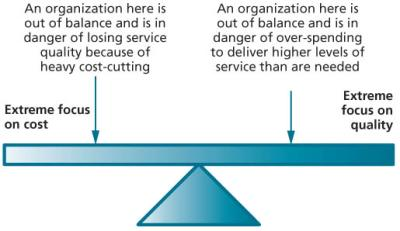 An organization here is
out of balance and is in
danger of losing service
quality because of
heavy cost-cutting
An organization here is
out of balance and is in
danger of over-spending
to deliver higher levels of
service than are needed
Extreme focus
on cost
Extreme
focus on
quality